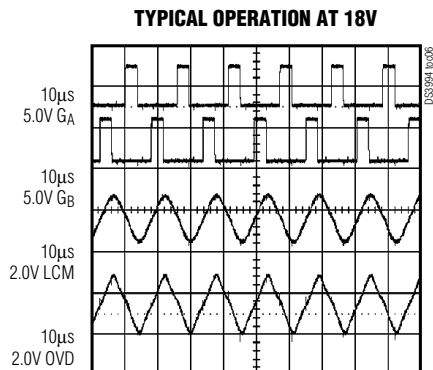 TYPICAL OPERATION AT 18V
DS3994 toc06
10µs
5.0V GA
10µs
5.0V GB
10µs
2.0V LCM
10µs
2.0V OVD